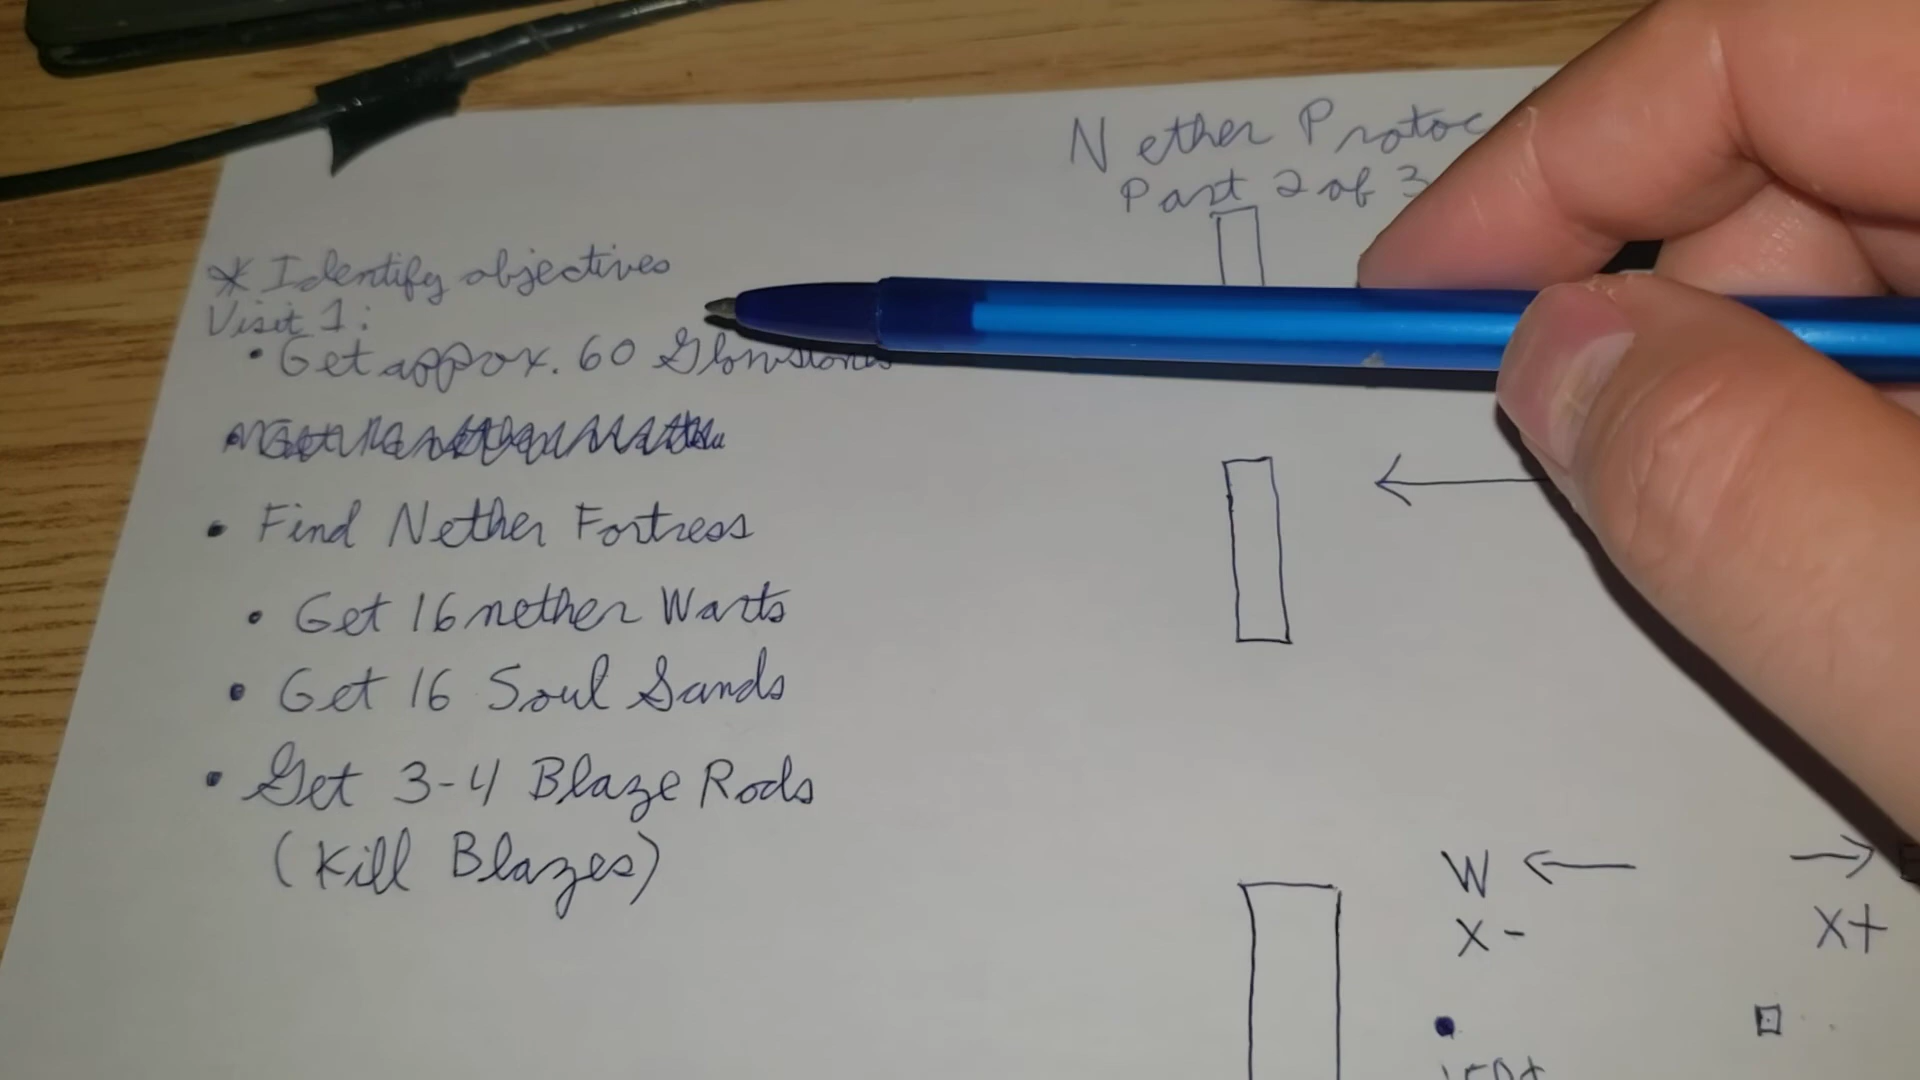 Nether Protoc
Part 2 of 3
* Identify objectives
Visit 1:
• Get approx. 60 Glowstones
• Find Nether Fortress
• Get 16 nether Warts
• Get 16 Soul Sands
• Get 3-4 Blaze Rods
(Kill Blazes)
W ← →
X- X+